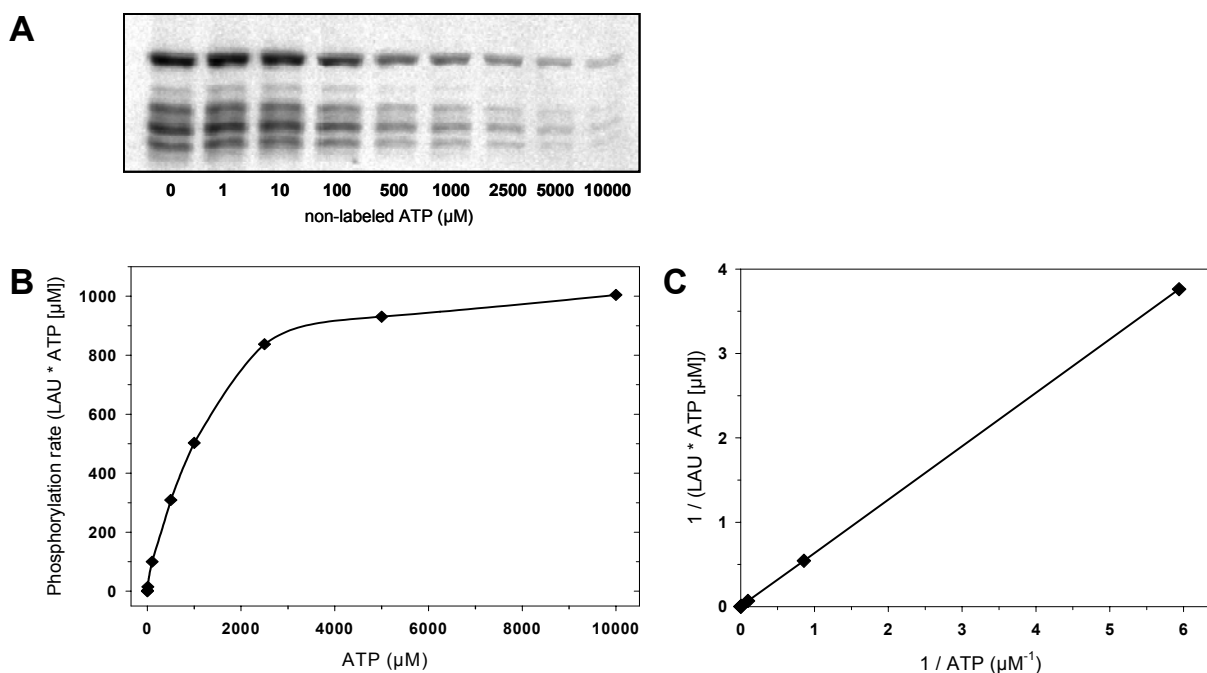 A
0 1 10 100 500 1000 2500 5000 10000
non-labeled ATP (µM)
B
Phosphorylation rate (LAU * ATP [µM])
1000
800
600
400
200
0
0 2000 4000 6000 8000 10000
ATP (µM)
C
1 / (LAU * ATP [µM])
4
3
2
1
0
0 1 2 3 4 5 6
1 / ATP (µM⁻¹)